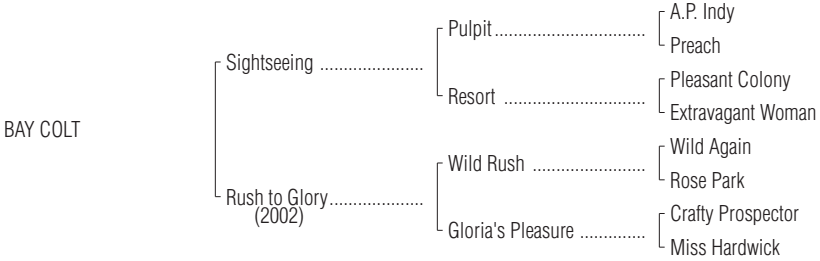 A.P. Indy
Pulpit
Preach
Sightseeing
Pleasant Colony
Resort
Extravagant Woman
BAY COLT
Wild Again
Wild Rush
Rose Park
Rush to Glory
(2002)
Crafty Prospector
Gloria's Pleasure
Miss Hardwick